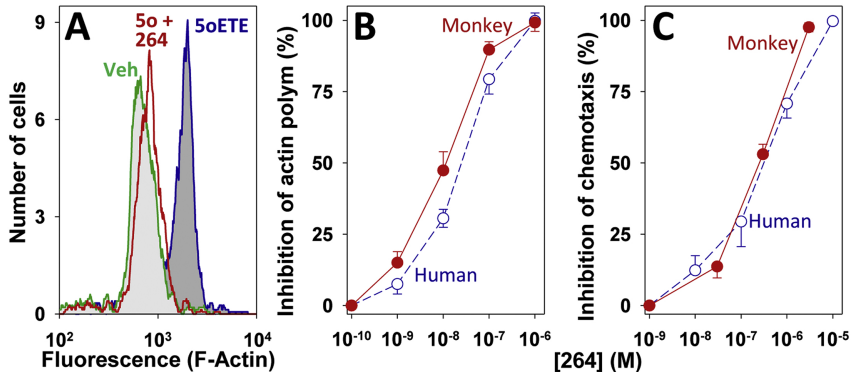 A
5o +
264
5oETE
Veh
Number of cells
9
6
3
0
10²
10³
10⁴
Fluorescence (F-Actin)
B
Monkey
Human
Inhibition of actin polym (%)
100
75
50
25
0
10⁻¹⁰
10⁻⁹
10⁻⁸
10⁻⁷
10⁻⁶
C
Monkey
Human
Inhibition of chemotaxis (%)
100
75
50
25
0
10⁻⁹
10⁻⁸
10⁻⁷
10⁻⁶
10⁻⁵
[264] (M)